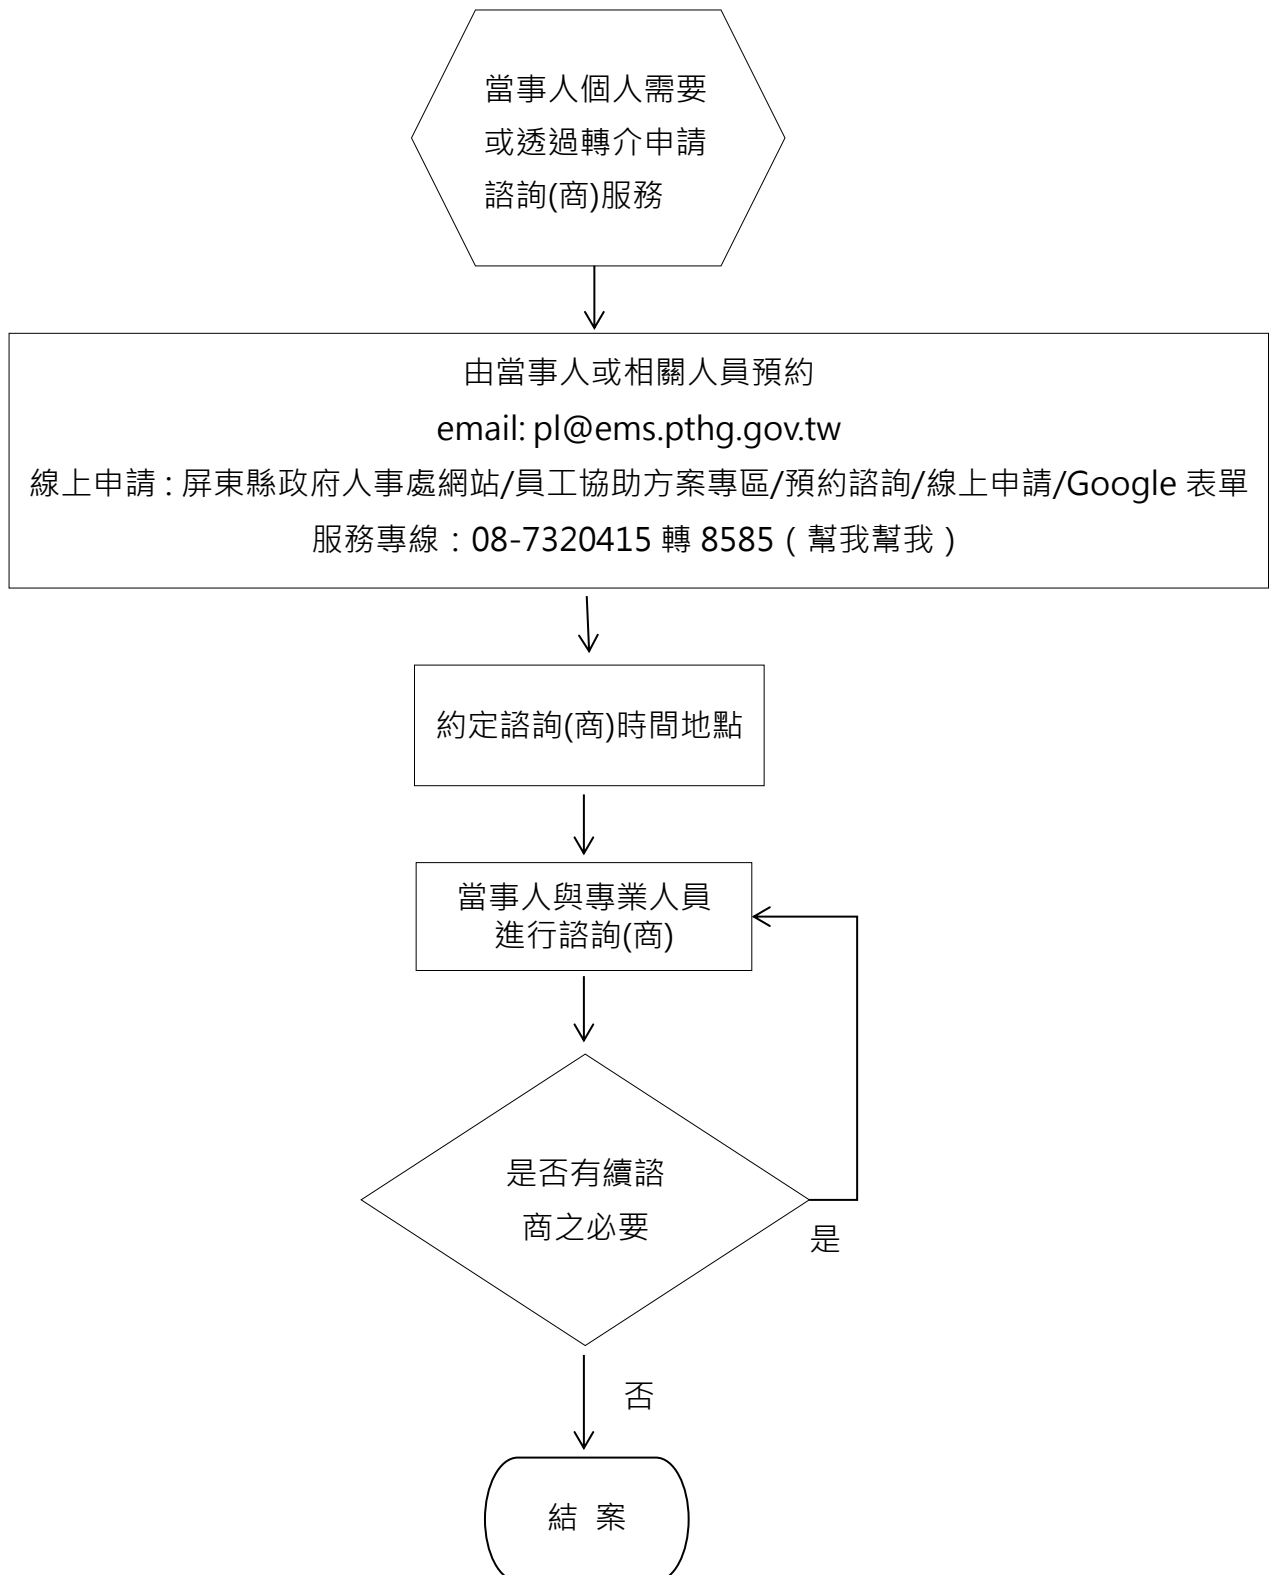 當事人個人需要
或透過轉介申請
諮詢(商)服務
由當事人或相關人員預約
email: pl@ems.pthg.gov.tw
線上申請 : 屏東縣政府人事處網站/員工協助方案專區/預約諮詢/線上申請/Google 表單
服務專線：08-7320415 轉 8585（幫我幫我）
約定諮詢(商)時間地點
當事人與專業人員
進行諮詢(商)
是否有續諮
商之必要
是
否
結 案